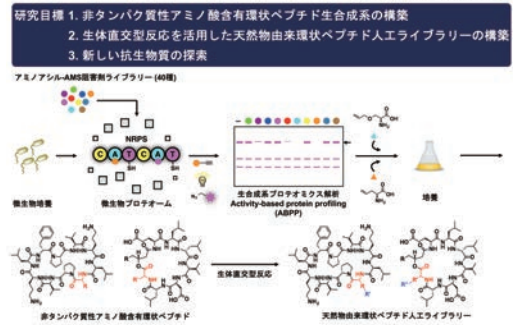 研究目標 1. 非タンパク質性アミノ酸含有環状ペプチド生合成系の構築
2. 生体直交型反応を活用した天然物由来環状ペプチド人工ライブラリーの構築
3. 新しい抗生物質の探索
アミノアシル-AMS阻害剤ライブラリー (40種)
NRPS
C A T C A T
SH SH
微生物培養
微生物プロテオーム
生合成系プロテオミクス解析
Activity-based protein profiling
(ABPP)
培養
生体直交型反応
非タンパク質性アミノ酸含有環状ペプチド
天然物由来環状ペプチド人工ライブラリー